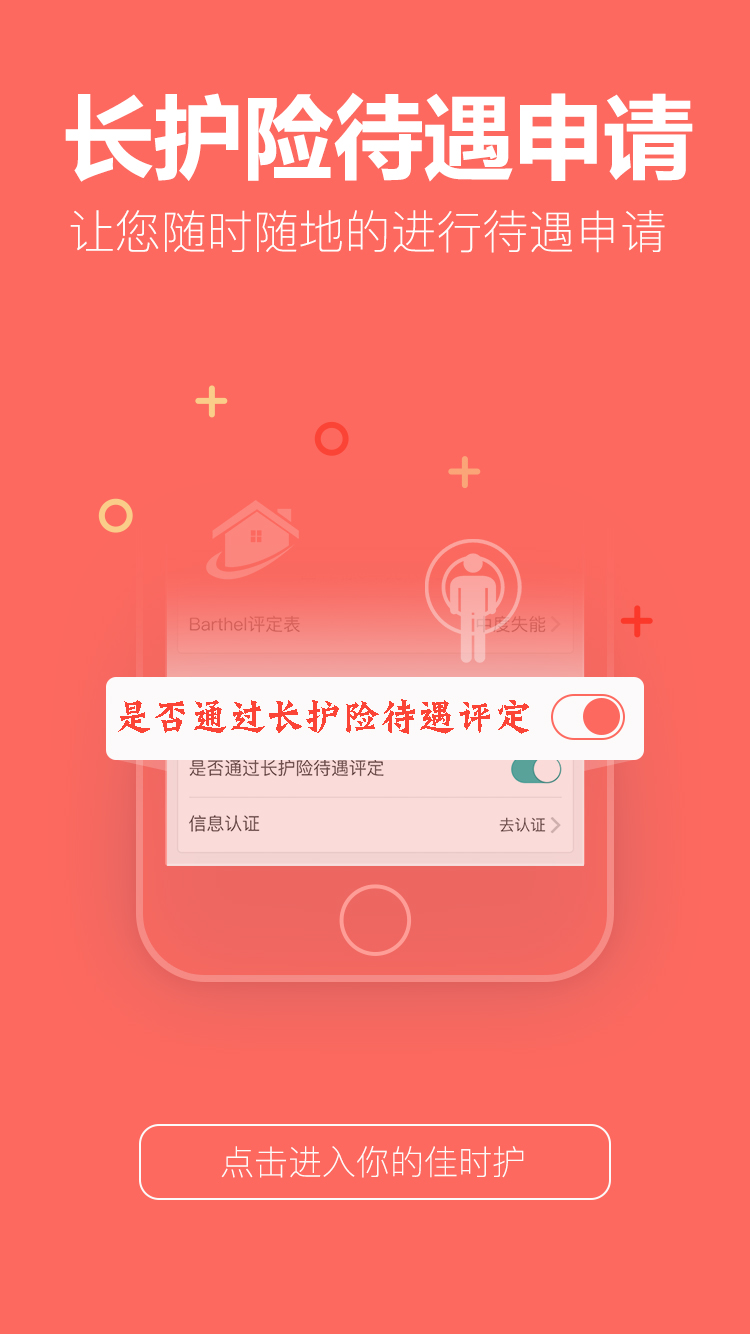 长护险待遇申请
让您随时随地的进行待遇申请
Barthel评定表 中度失能
是否通过长护险待遇评定
是否通过长护险待遇评定
信息认证 去认证
点击进入你的佳时护